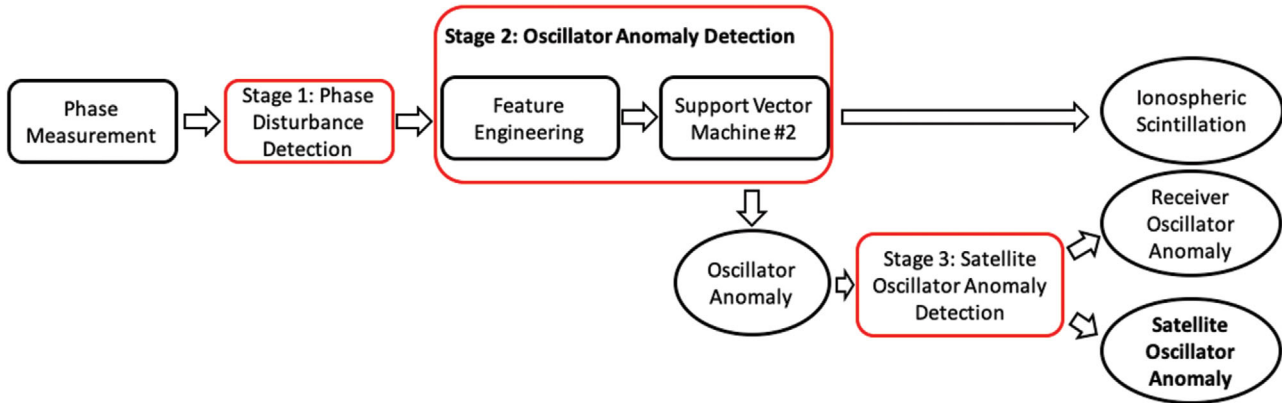 Stage 2: Oscillator Anomaly Detection
Phase
Measurement
Stage 1: Phase
Disturbance
Detection
Feature
Engineering
Support Vector
Machine #2
Ionospheric
Scintillation
Oscillator
Anomaly
Stage 3: Satellite
Oscillator Anomaly
Detection
Receiver
Oscillator
Anomaly
Satellite
Oscillator
Anomaly